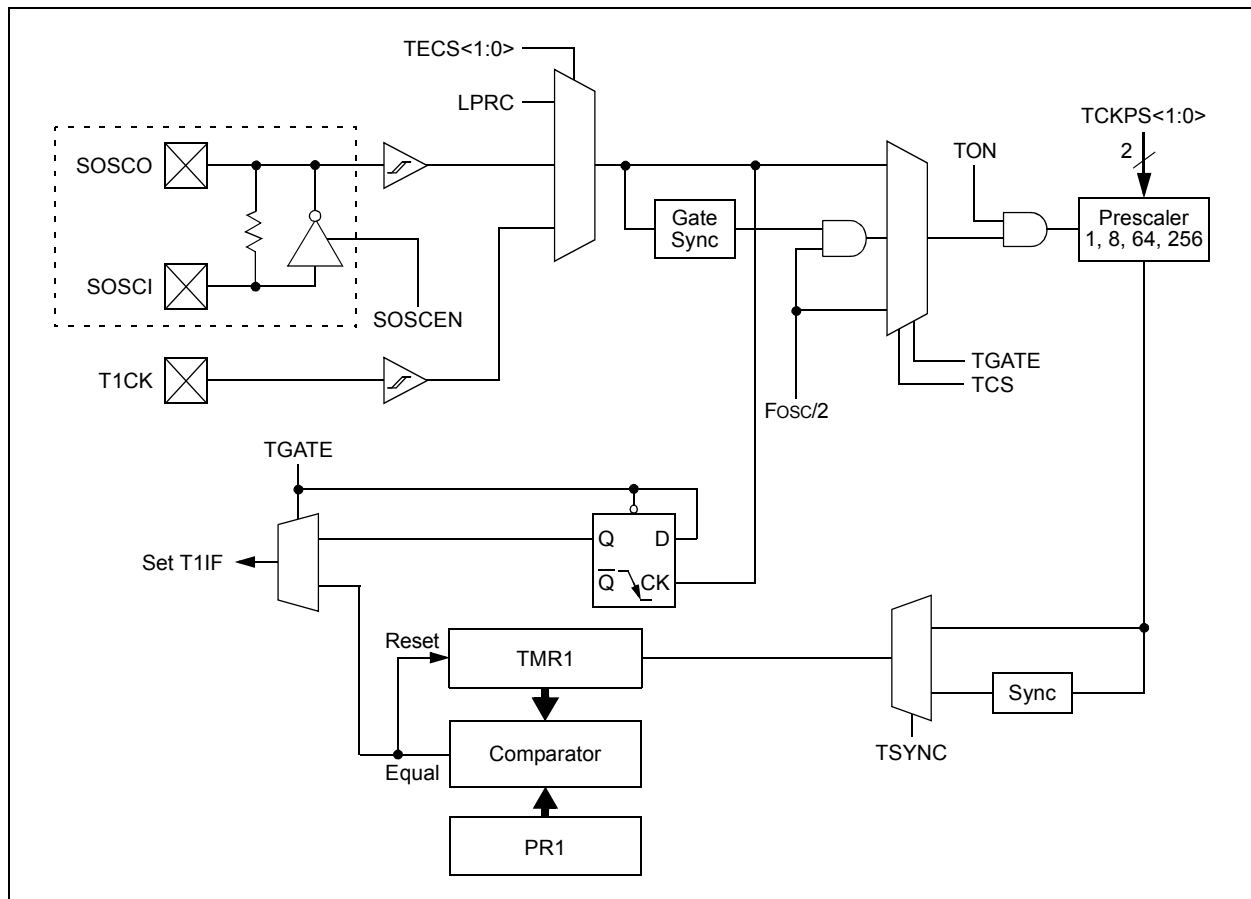 TECS<1:0>
LPRC
SOSCO
SOSCI
SOSCEN
T1CK
Gate
Sync
FOSC/2
TON
TCKPS<1:0>
2
Prescaler
1, 8, 64, 256
TGATE
TCS
TGATE
Set T1IF
Q D
Q CK
Reset
TMR1
Equal
Comparator
PR1
Sync
TSYNC